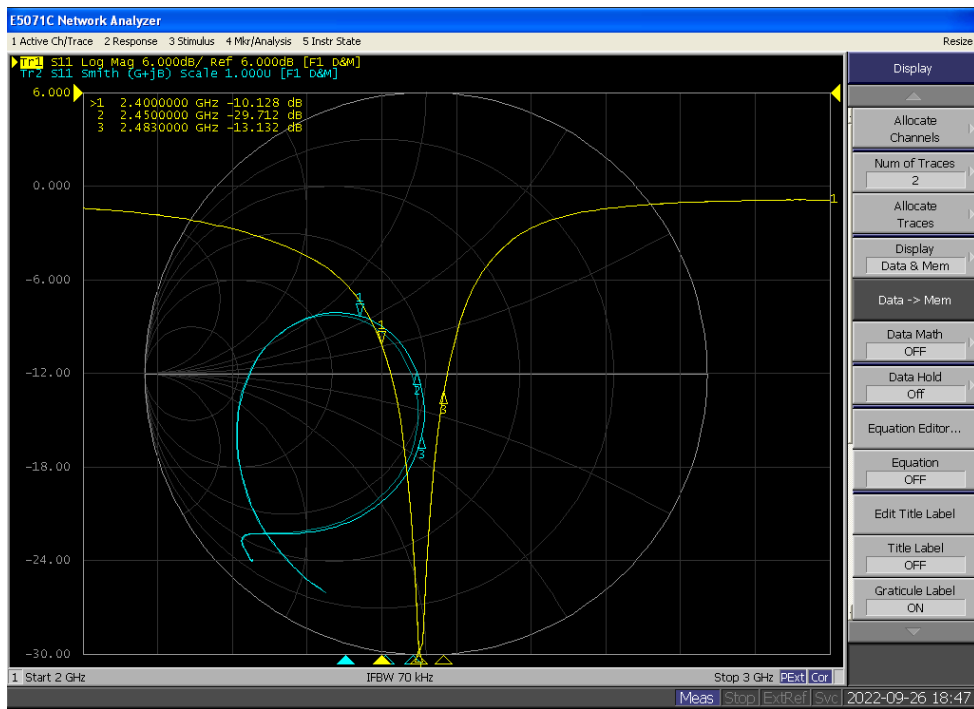 E5071C Network Analyzer
1 Active Ch/Trace 2 Response 3 Stimulus 4 Mkr/Analysis 5 Instr State
Resize
Tr1 S11 Log Mag 6.000dB/ Ref 6.000dB [F1 D&M]
Tr2 S11 Smith (G+jB) Scale 1.000U [F1 D&M]
>1 2.4000000 GHz -10.128 dB
2 2.4500000 GHz -29.712 dB
3 2.4830000 GHz -13.132 dB
6.000
0.000
-6.000
-12.00
-18.00
-24.00
-30.00
1
1
1
2
3
3
1 Start 2 GHz
IFBW 70 kHz
Stop 3 GHz PExt Cor
Display
Allocate
Channels
Num of Traces
2
Allocate
Traces
Display
Data & Mem
Data -> Mem
Data Math
OFF
Data Hold
Off
Equation Editor...
Equation
OFF
Edit Title Label
Title Label
OFF
Graticule Label
ON
Meas Stop ExtRef Svc 2022-09-26 18:47